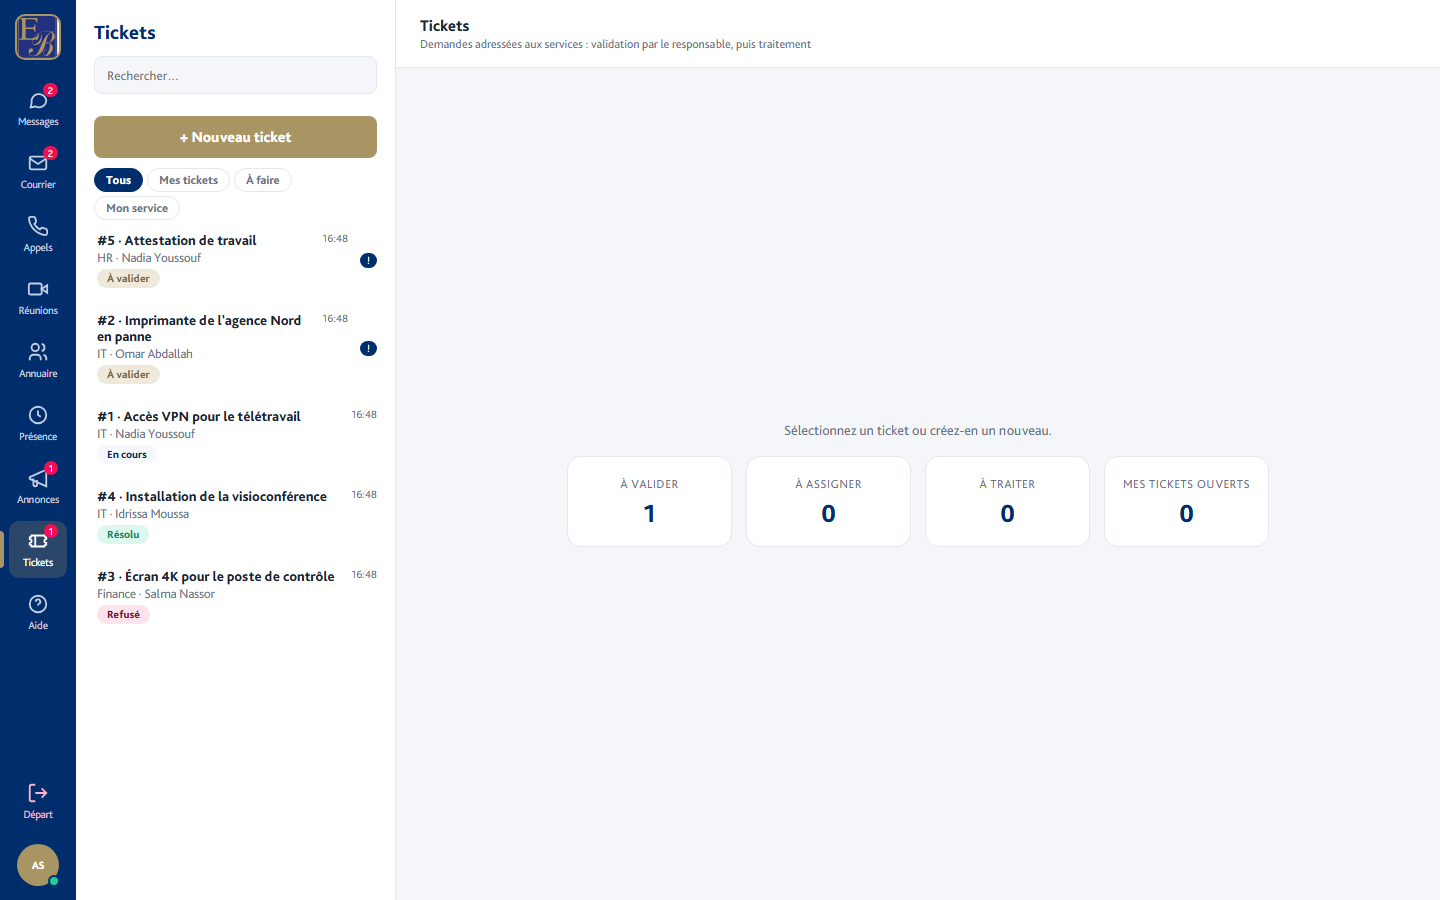 EB
2
Messages
2
Courrier
Appels
Réunions
Annuaire
Présence
1
Annonces
1
Tickets
Aide
Départ
AS
Tickets
Rechercher...
+ Nouveau ticket
Tous
Mes tickets
À faire
Mon service
#5 · Attestation de travail
16:48
HR · Nadia Youssouf
!
À valider
#2 · Imprimante de l'agence Nord
16:48
en panne
!
IT · Omar Abdallah
À valider
#1 · Accès VPN pour le télétravail
16:48
IT · Nadia Youssouf
En cours
#4 · Installation de la visioconférence
16:48
IT · Idrissa Moussa
Résolu
#3 · Écran 4K pour le poste de contrôle
16:48
Finance · Salma Nassor
Refusé
Tickets
Demandes adressées aux services : validation par le responsable, puis traitement
Sélectionnez un ticket ou créez-en un nouveau.
À VALIDER
1
À ASSIGNER
0
À TRAITER
0
MES TICKETS OUVERTS
0